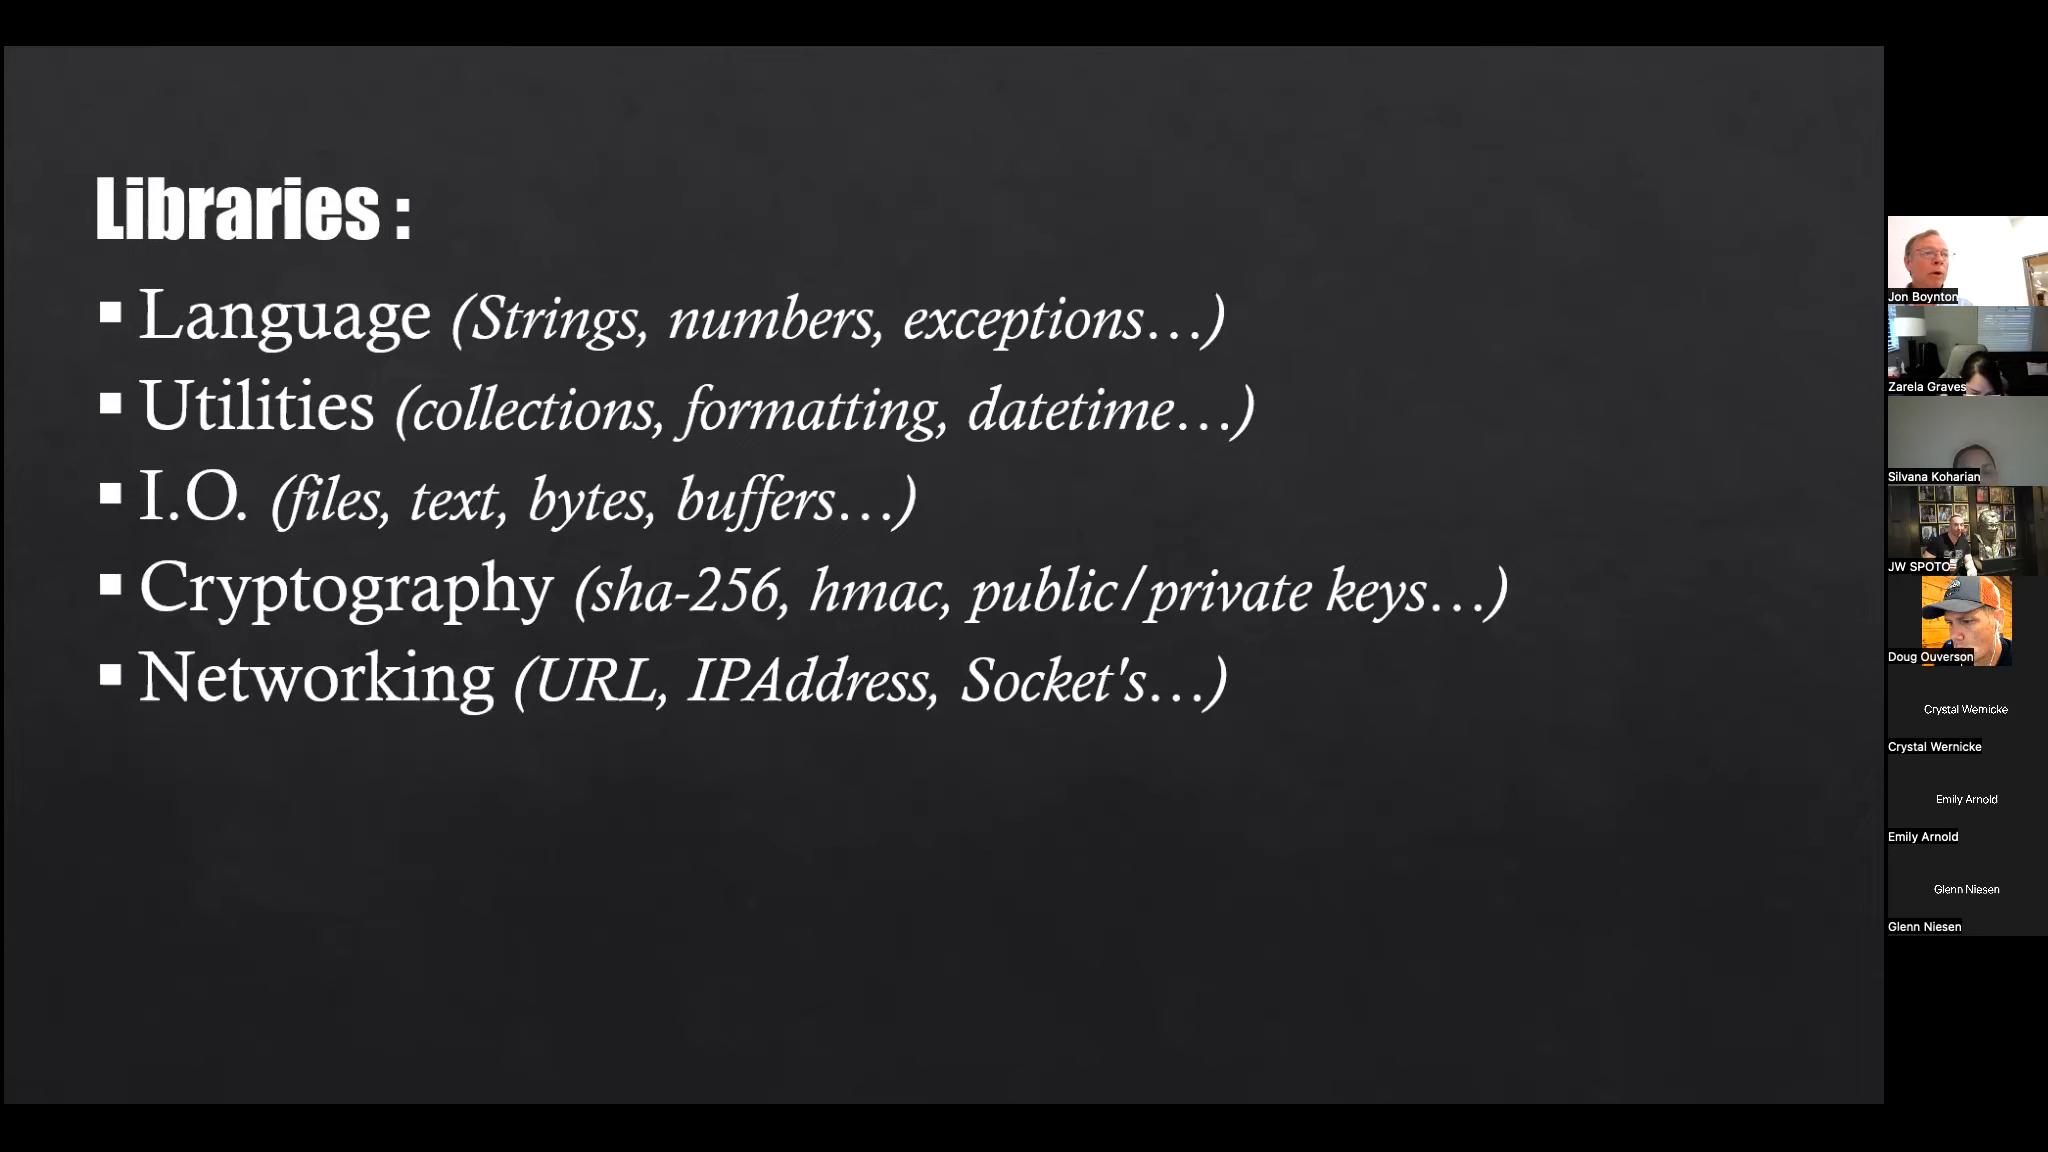 Libraries :
▪ Language (Strings, numbers, exceptions…)
▪ Utilities (collections, formatting, datetime…)
▪ I.O. (files, text, bytes, buffers…)
▪ Cryptography (sha-256, hmac, public/private keys…)
▪ Networking (URL, IPAddress, Socket's…)
Jon Boynton
Zarela Graves
Silvana Koharian
JW SPOTO
Doug Ouverson
Crystal Wernicke
Crystal Wernicke
Emily Arnold
Emily Arnold
Glenn Niesen
Glenn Niesen